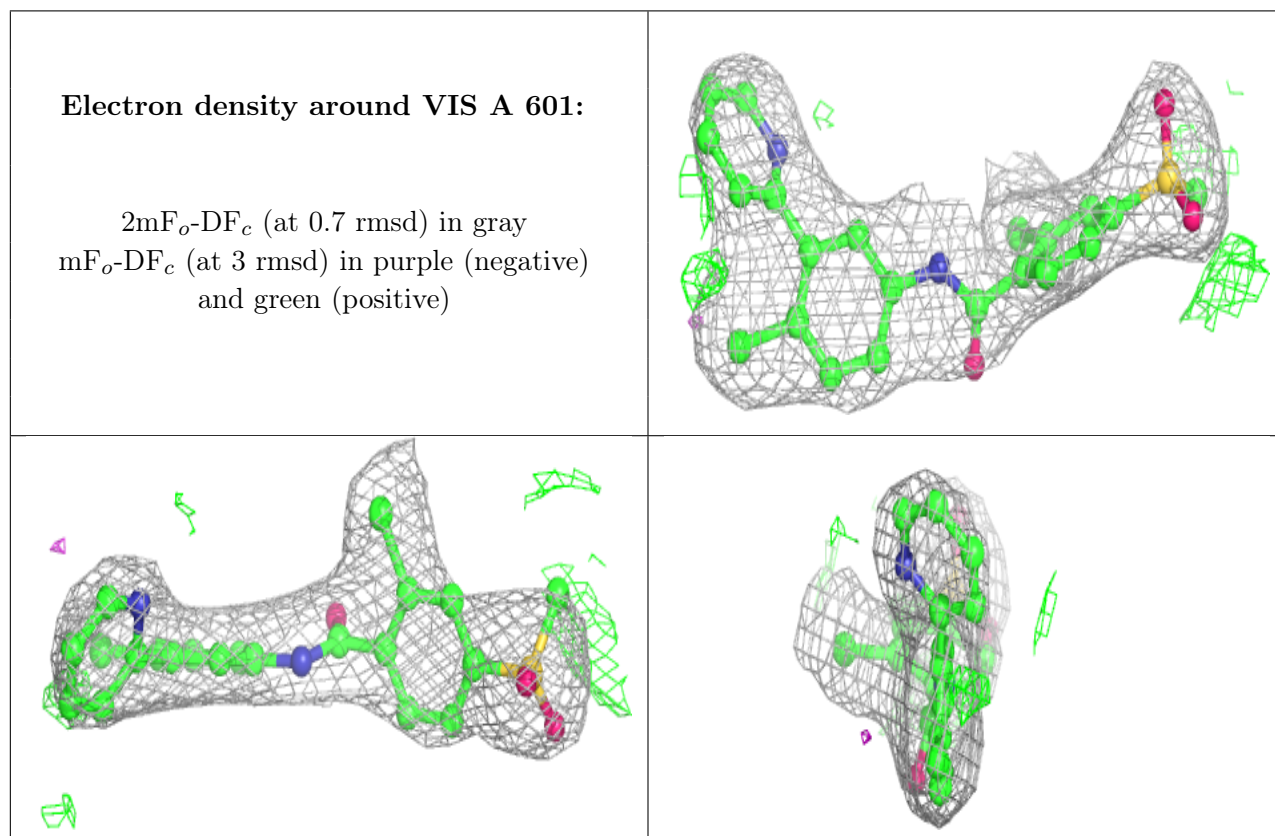 Electron density around VIS A 601:
2mFo-DFc (at 0.7 rmsd) in gray
mFo-DFc (at 3 rmsd) in purple (negative)
and green (positive)